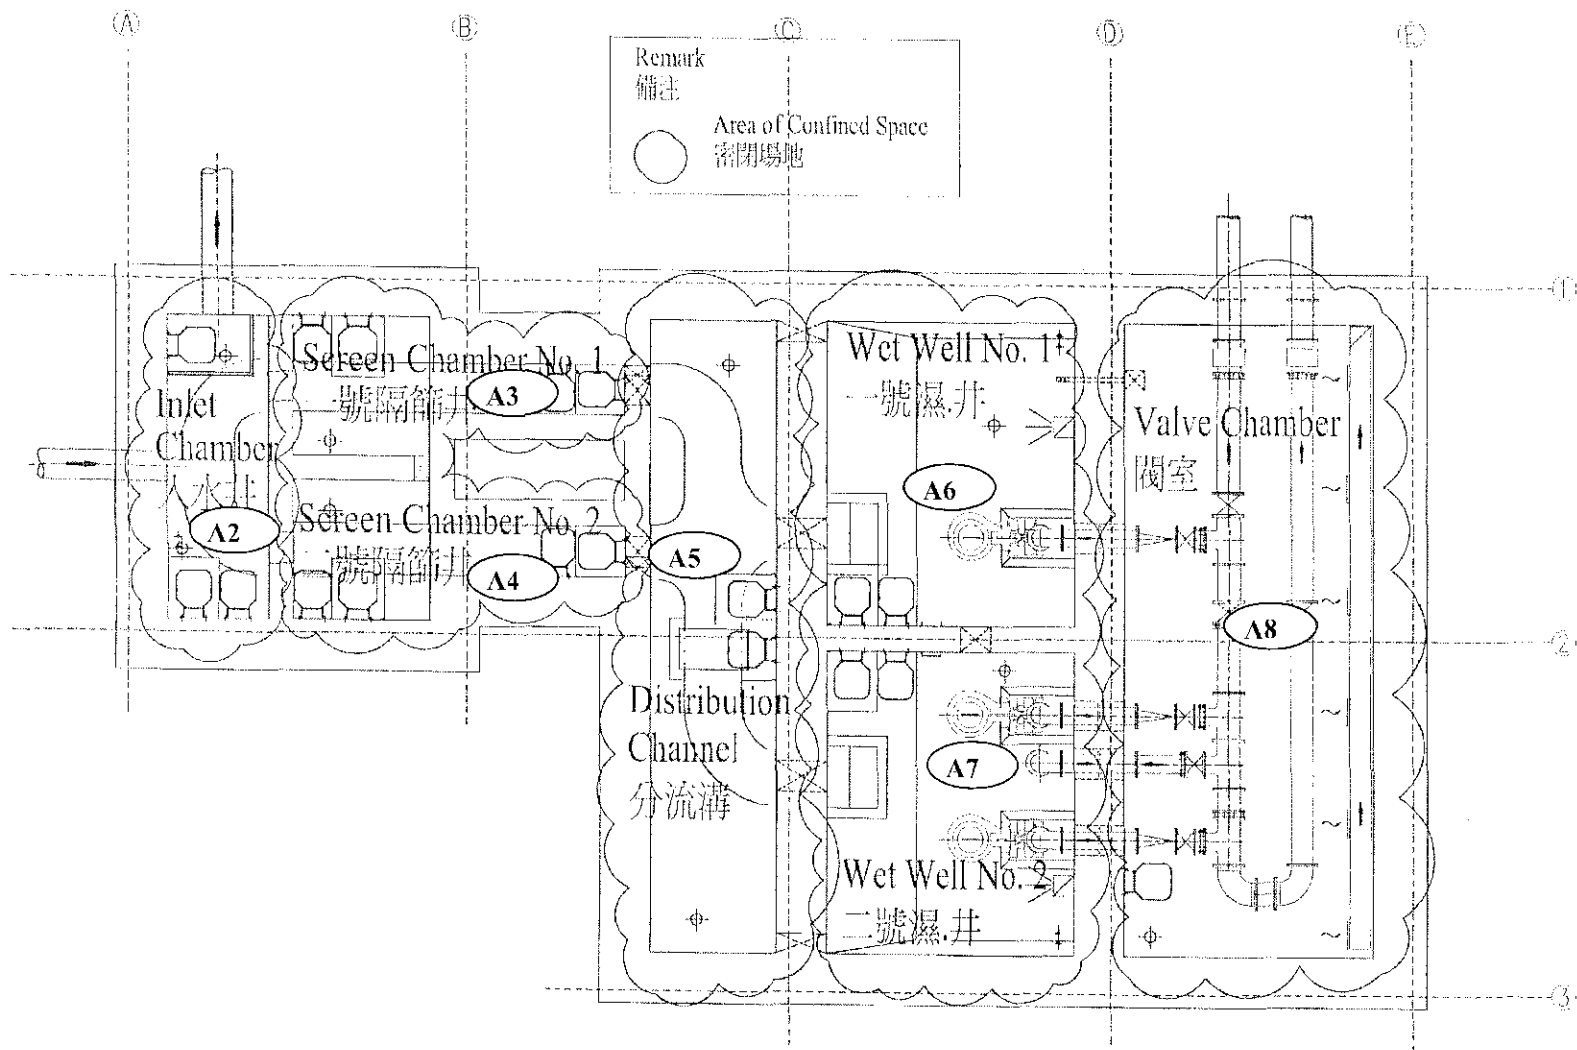 A
B
C
D
E
Remark
備注
Area of Confined Space
密閉場地
1
Screen Chamber No. 1
一號隔篩井
A3
Wet Well No. 1
一號濕井
Inlet
Chamber
入水井
Valve Chamber
閥室
A6
A2
Screen Chamber No. 2
二號隔篩井
A4
A5
A8
2
Distribution
Channel
分流溝
A7
Wet Well No. 2
二號濕井
3